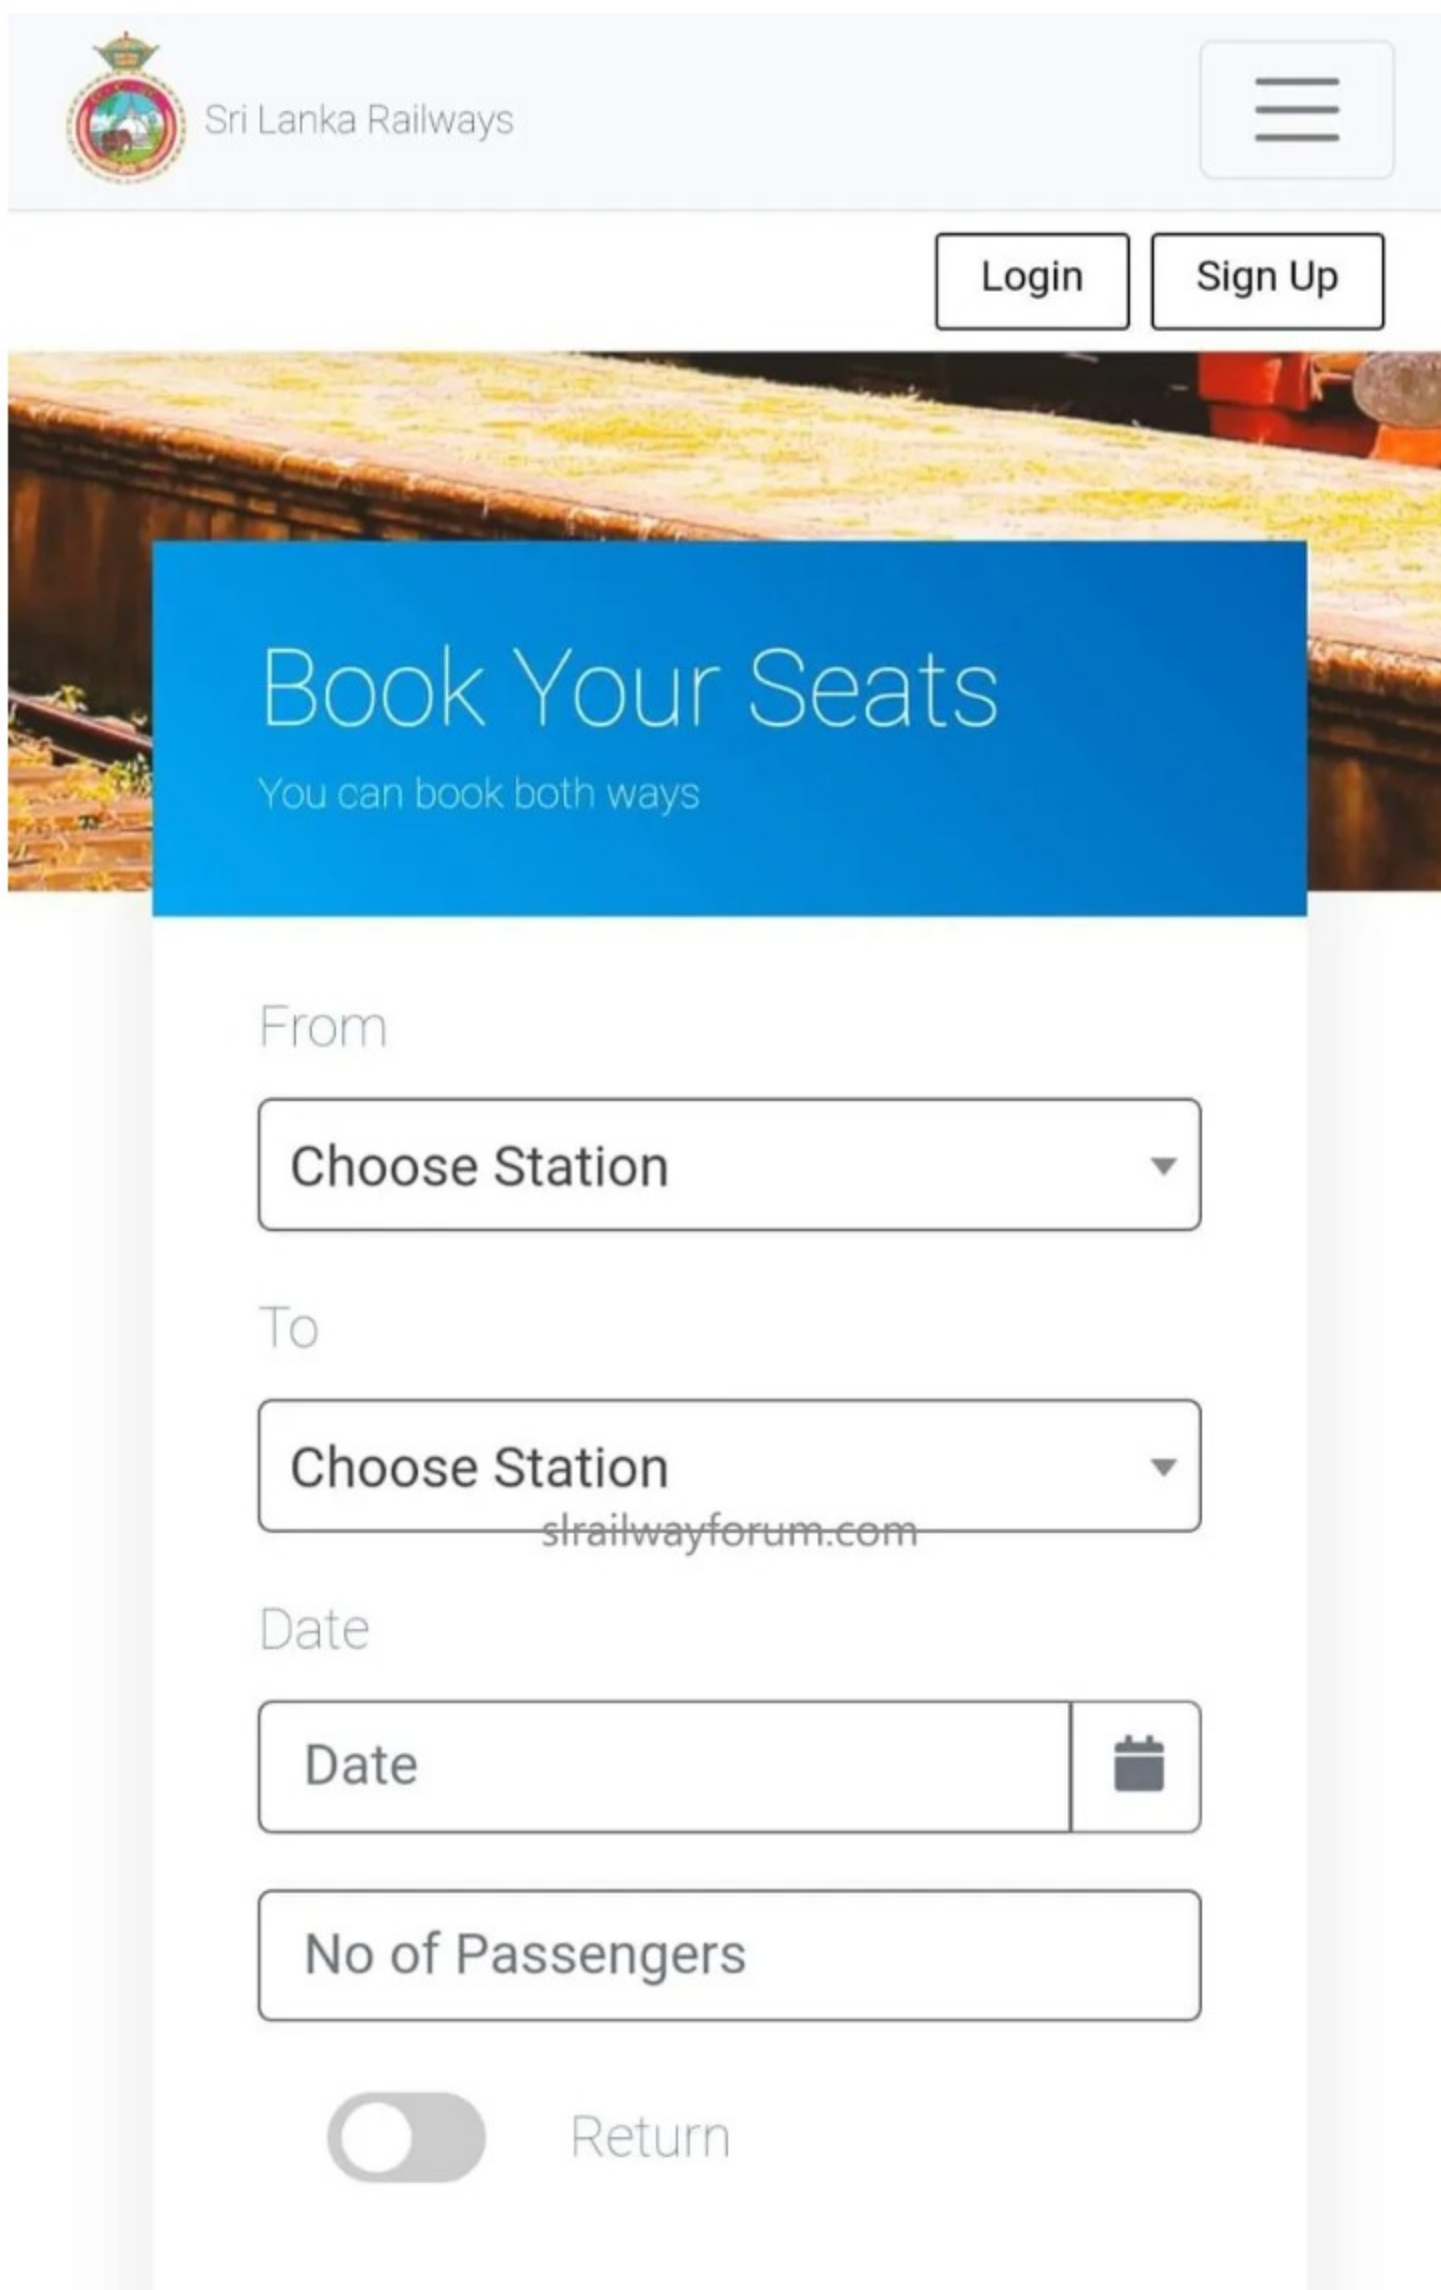 Sri Lanka Railways
Login
Sign Up
Book Your Seats
You can book both ways
From
Choose Station
To
Choose Station
slrailwayforum.com
Date
Date
No of Passengers
Return